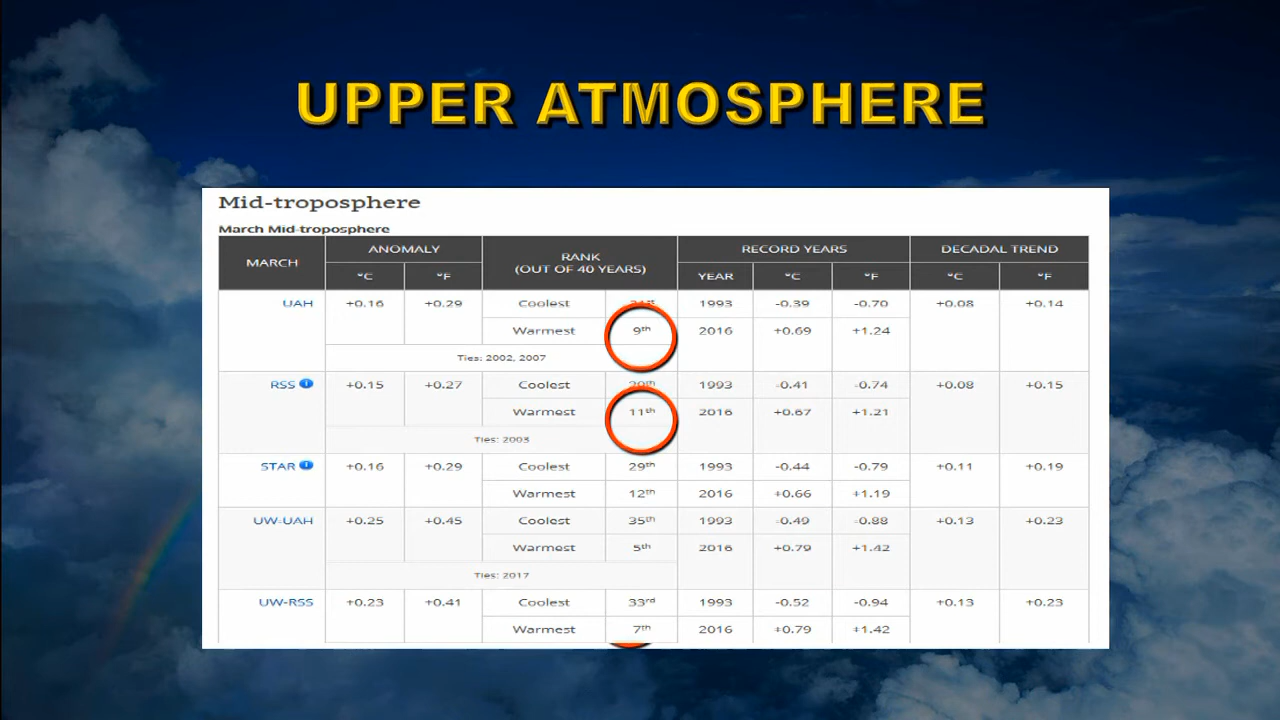 UPPER ATMOSPHERE
Mid-troposphere
March Mid-troposphere
MARCH ANOMALY RANK (OUT OF 40 YEARS) RECORD YEARS DECADAL TREND
°C °F YEAR °C °F °C °F
UAH +0.16 +0.29 Coolest 1993 -0.39 -0.70 +0.08 +0.14
Warmest 9th 2016 +0.69 +1.24
Ties: 2002, 2007
RSS +0.15 +0.27 Coolest 1993 -0.41 -0.74 +0.08 +0.15
Warmest 11th 2016 +0.67 +1.21
Ties: 2003
STAR +0.16 +0.29 Coolest 29th 1993 -0.44 -0.79 +0.11 +0.19
Warmest 12th 2016 +0.66 +1.19
UW-UAH +0.25 +0.45 Coolest 35th 1993 -0.49 -0.88 +0.13 +0.23
Warmest 5th 2016 +0.79 +1.42
Ties: 2017
UW-RSS +0.23 +0.41 Coolest 33rd 1993 -0.52 -0.94 +0.13 +0.23
Warmest 7th 2016 +0.79 +1.42